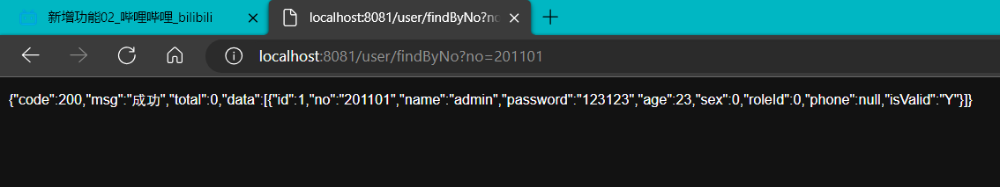 新增功能02_哔哩哔哩_bilibili
localhost:8081/user/findByNo?no
localhost:8081/user/findByNo?no=201101
{"code":200,"msg":"成功","total":0,"data":[{"id":1,"no":"201101","name":"admin","password":"123123","age":23,"sex":0,"roleId":0,"phone":null,"isValid":"Y"}]}